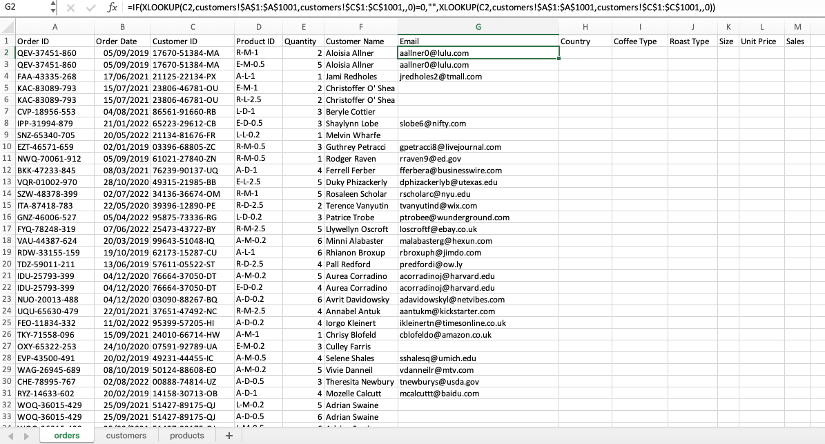 G2 fx =IF(XLOOKUP(C2,customers!$A$1:$A$1001,customers!$C$1:$C$1001,,0)=0,"",XLOOKUP(C2,customers!$A$1:$A$1001,customers!$C$1:$C$1001,,0))
A B C D E F G H I J K L M
1 Order ID Order Date Customer ID Product ID Quantity Customer Name Email Country Coffee Type Roast Type Size Unit Price Sales
2 QEV-37451-860 05/09/2019 17670-51384-MA R-M-1 2 Aloisia Allner aallner0@lulu.com
3 QEV-37451-860 05/09/2019 17670-51384-MA E-M-0.5 5 Aloisia Allner aallner0@lulu.com
4 FAA-43335-268 17/06/2021 21125-22134-PX A-L-1 1 Jami Redholes jredholes2@tmall.com
5 KAC-83089-793 15/07/2021 23806-46781-OU E-M-1 2 Christoffer O' Shea
6 KAC-83089-793 15/07/2021 23806-46781-OU R-L-2.5 2 Christoffer O' Shea
7 CVP-18956-553 04/08/2021 86561-91660-RB L-D-1 3 Beryle Cottier
8 IPP-31994-879 21/01/2022 65223-29612-CB E-D-0.5 3 Shaylynn Lobe slobe6@nifty.com
9 SNZ-65340-705 20/05/2022 21134-81676-FR L-L-0.2 1 Melvin Wharfe
10 EZT-46571-659 02/01/2019 03396-68805-ZC R-M-0.5 3 Guthrey Petracci gpetracci8@livejournal.com
11 NWQ-70061-912 05/09/2019 61021-27840-ZN R-M-0.5 1 Rodger Raven rraven9@ed.gov
12 BKK-47233-845 08/03/2021 76239-90137-UQ A-D-1 4 Ferrell Ferber fferbera@businesswire.com
13 VQR-01002-970 28/10/2020 49315-21985-BB E-L-2.5 5 Duky Phizackerly dphizackerlyb@utexas.edu
14 SZW-48378-399 02/07/2022 34136-36674-OM R-M-1 5 Rosaleen Scholar rscholarc@nyu.edu
15 ITA-87418-783 22/05/2020 39396-12890-PE R-D-2.5 2 Terence Vanyutin tvanyutind@wix.com
16 GNZ-46006-527 05/04/2022 95875-73336-RG L-D-0.2 3 Patrice Trobe ptrobee@wunderground.com
17 FYQ-78248-319 07/06/2022 25473-43727-BY R-M-2.5 5 Llywellyn Oscroft loscroftf@ebay.co.uk
18 VAU-44387-624 20/03/2019 99643-51048-IQ A-M-0.2 6 Minni Alabaster malabasterg@hexun.com
19 RDW-33155-159 19/10/2019 62173-15287-CU A-L-1 6 Rhianon Broxup rbroxuph@jimdo.com
20 TDZ-59011-211 13/06/2019 57611-05522-ST R-D-2.5 4 Pall Redford predfordi@ow.ly
21 IDU-25793-399 04/12/2020 76664-37050-DT A-M-0.2 5 Aurea Corradino acorradinoj@harvard.edu
22 IDU-25793-399 04/12/2020 76664-37050-DT E-D-0.2 4 Aurea Corradino acorradinoj@harvard.edu
23 NUO-20013-488 04/12/2020 03090-88267-BQ A-D-0.2 6 Avrit Davidowsky adavidowskyl@netvibes.com
24 UQU-65630-479 22/01/2021 37651-47492-NC R-M-2.5 4 Annabel Antuk aantukm@kickstarter.com
25 FEO-11834-332 11/02/2022 95399-57205-HI A-D-0.2 4 Iorgo Kleinert ikleinertn@timesonline.co.uk
26 TKY-71558-096 15/09/2021 24010-66714-HW A-M-1 1 Chrisy Blofeld cblofeldo@amazon.co.uk
27 OXY-65322-253 24/10/2020 07591-92789-UA E-M-0.2 3 Culley Farris
28 EVP-43500-491 20/02/2019 49231-44455-IC A-M-0.5 4 Selene Shales sshalesq@umich.edu
29 WAG-26945-689 08/10/2019 50124-88608-EO A-M-0.2 5 Vivie Danneil vdanneilr@mtv.com
30 CHE-78995-767 02/08/2022 00888-74814-UZ A-D-0.5 3 Theresita Newbury tnewburys@usda.gov
31 RYZ-14633-602 20/02/2019 14158-30713-OB A-D-1 4 Mozelle Calcutt mcalcuttt@baidu.com
32 WOQ-36015-429 25/09/2021 51427-89175-QJ L-M-0.2 5 Adrian Swaine
33 WOQ-36015-429 25/09/2021 51427-89175-QJ A-D-0.5 6 Adrian Swaine
orders customers products +